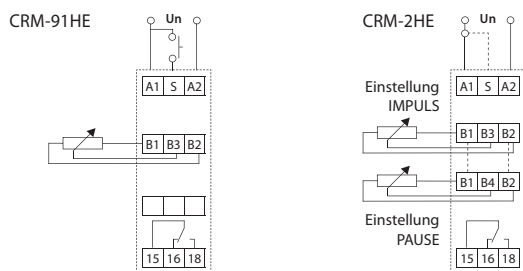 CRM-91HE
Un
A1 S A2
B1 B3 B2
15 16 18
CRM-2HE
Un
A1 S A2
Einstellung
IMPULS
B1 B3 B2
B1 B4 B2
Einstellung
PAUSE
15 16 18